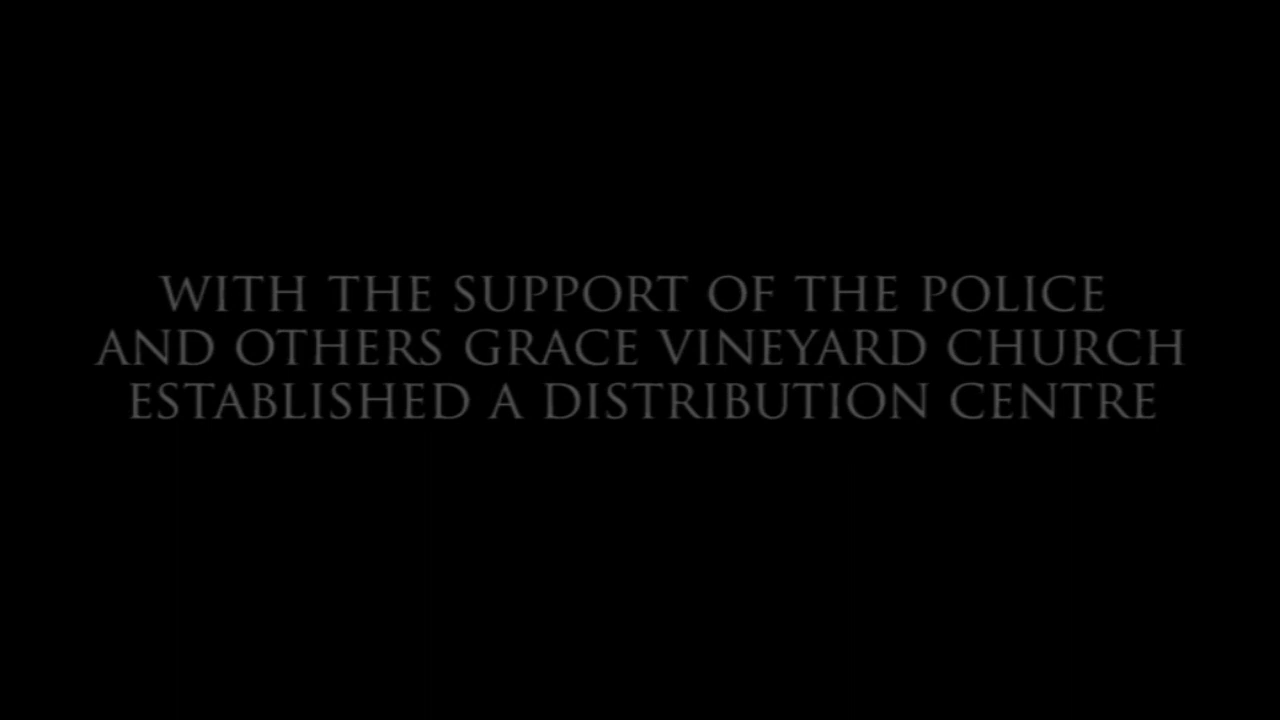 WITH THE SUPPORT OF THE POLICE
AND OTHERS GRACE VINEYARD CHURCH
ESTABLISHED A DISTRIBUTION CENTRE